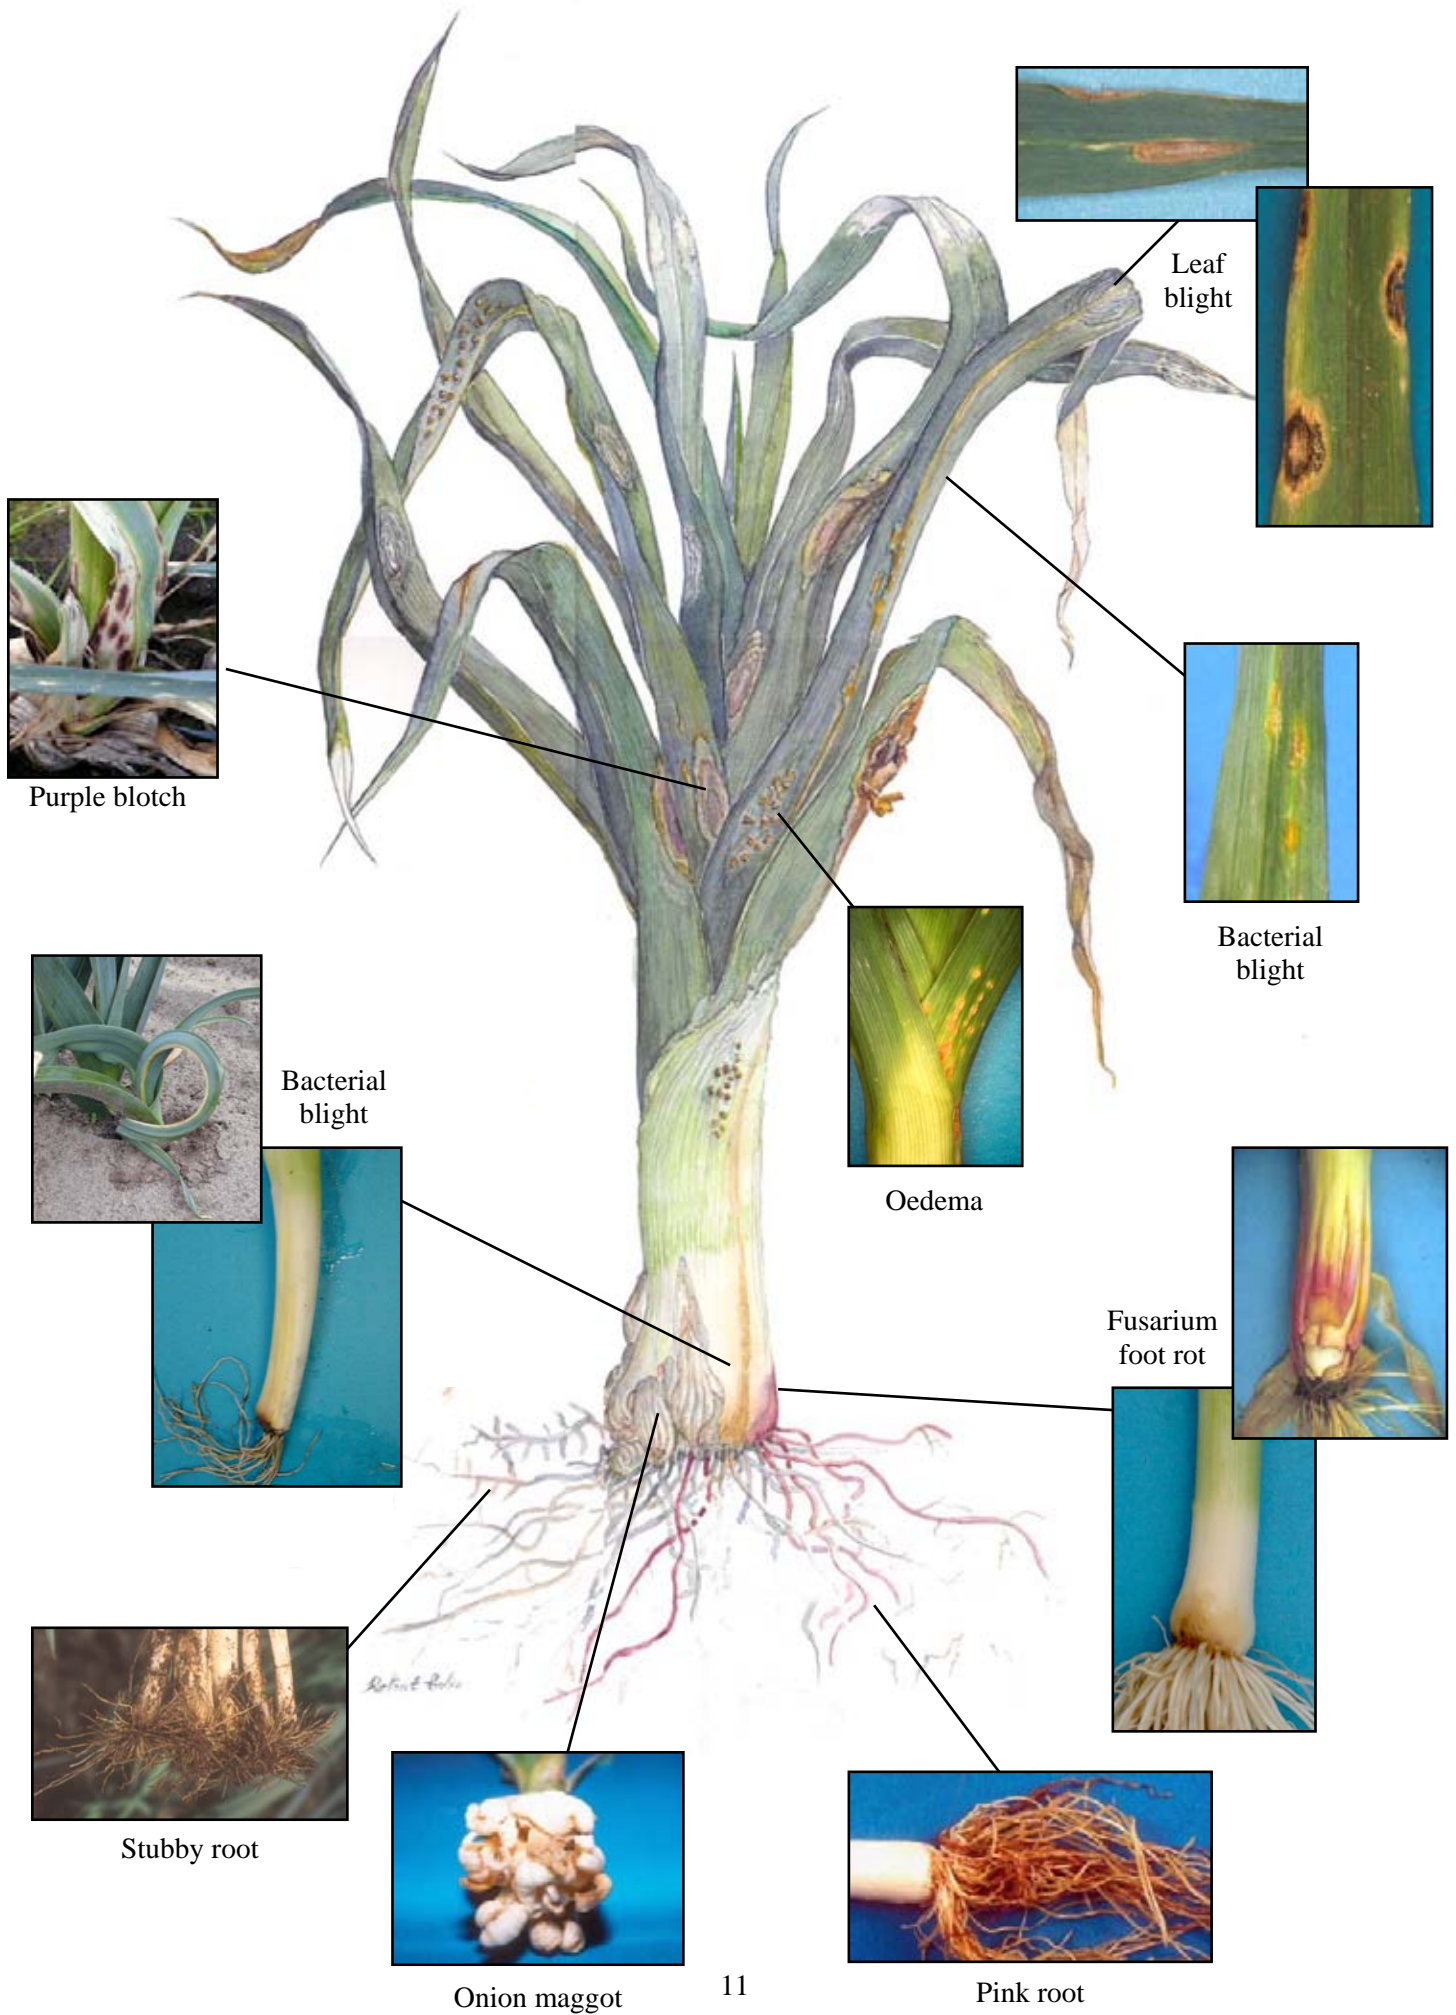 Leaf
blight
Purple blotch
Bacterial
blight
Bacterial
blight
Oedema
Fusarium
foot rot
Stubby root
Onion maggot
Pink root
11